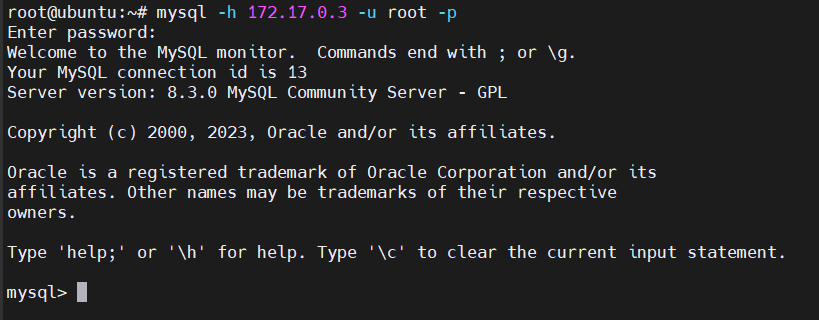 root@ubuntu:~# mysql -h 172.17.0.3 -u root -p
Enter password:
Welcome to the MySQL monitor.  Commands end with ; or \g.
Your MySQL connection id is 13
Server version: 8.3.0 MySQL Community Server - GPL
Copyright (c) 2000, 2023, Oracle and/or its affiliates.
Oracle is a registered trademark of Oracle Corporation and/or its
affiliates. Other names may be trademarks of their respective
owners.
Type 'help;' or '\h' for help. Type '\c' to clear the current input statement.
mysql>